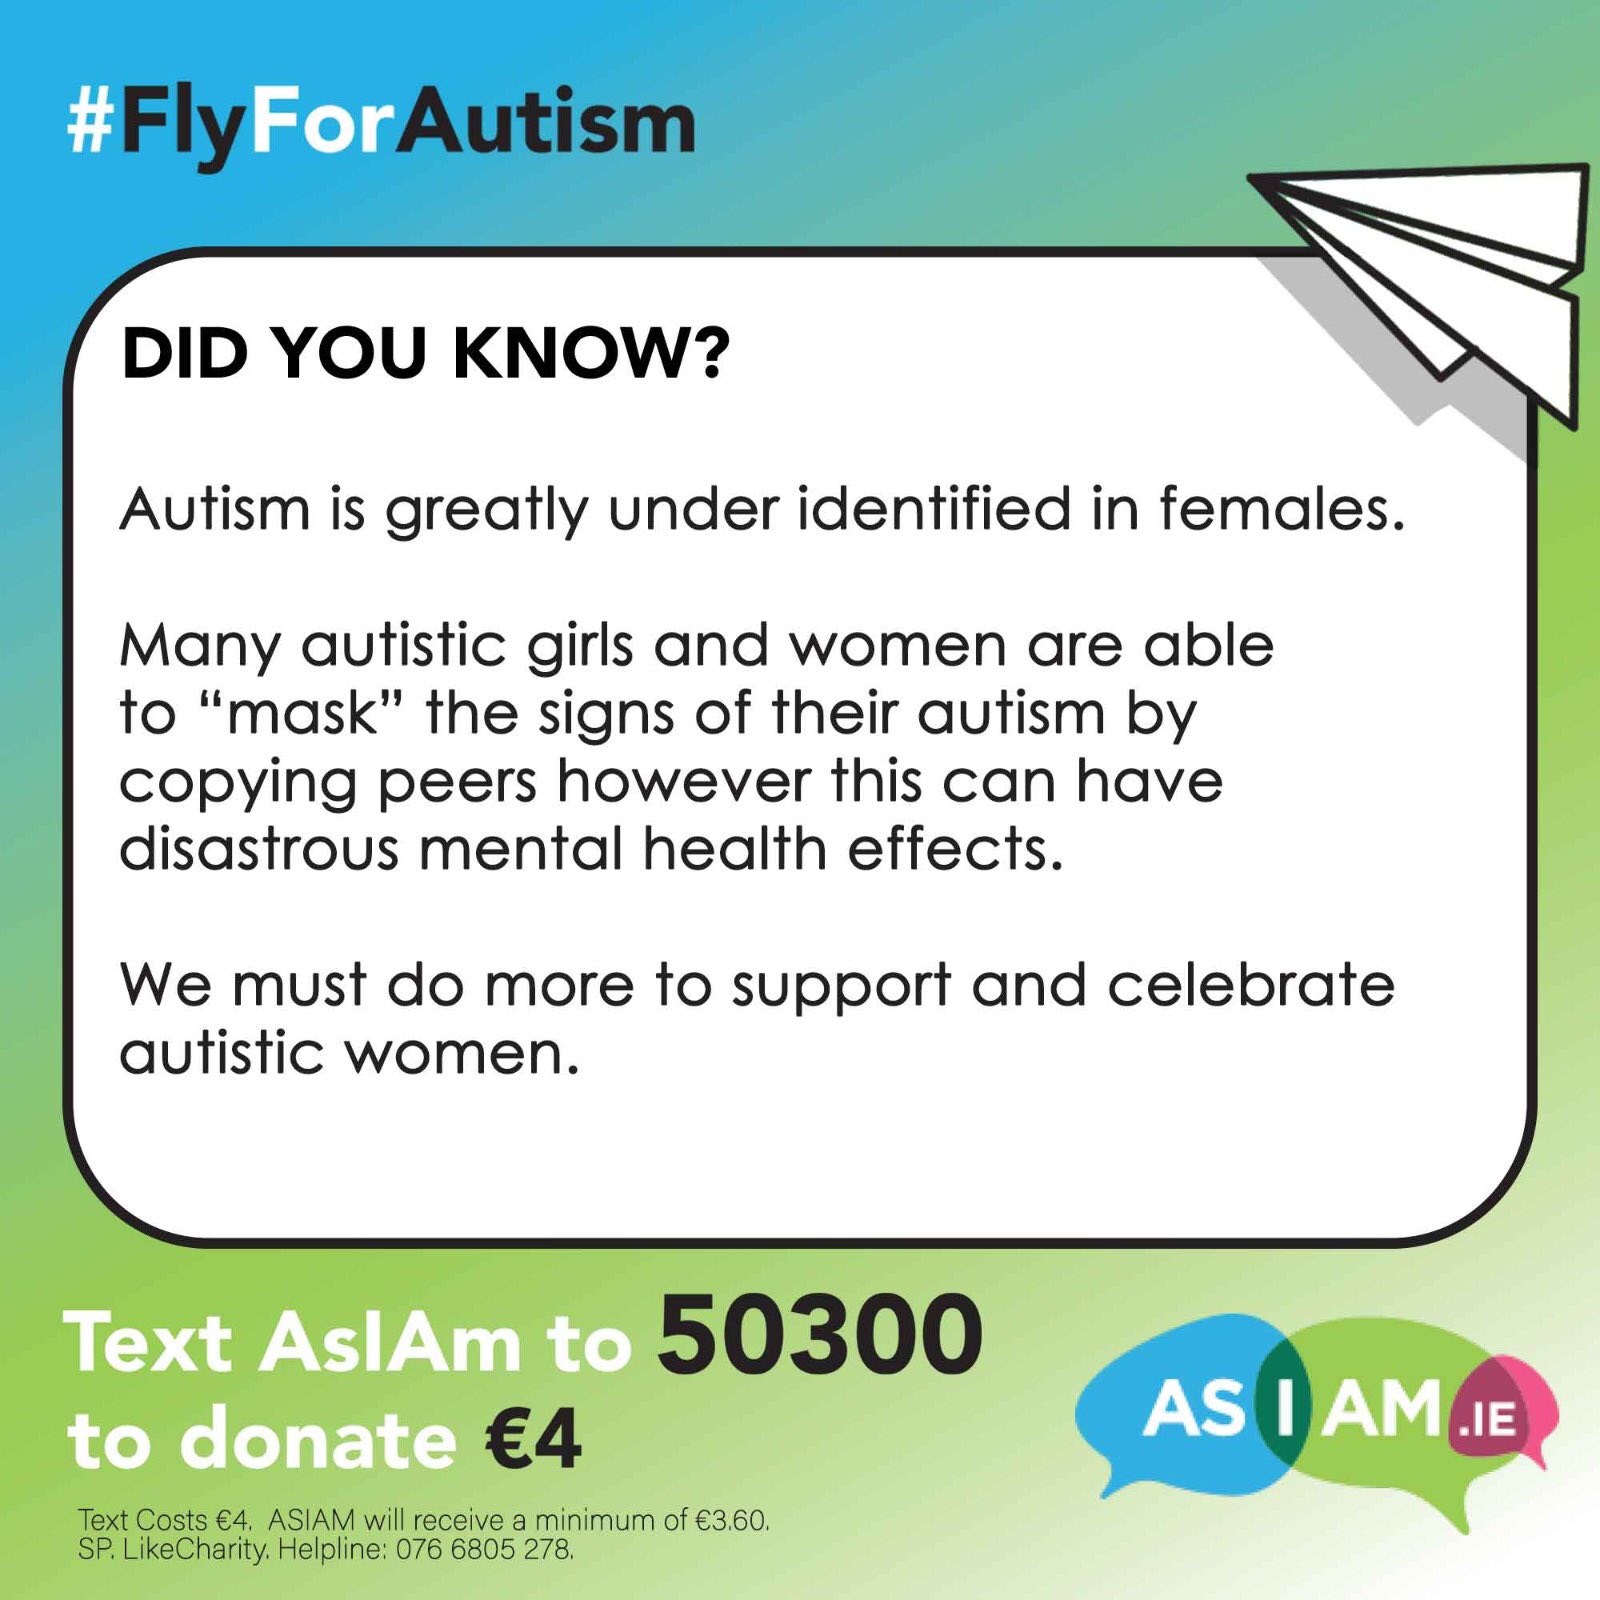 #FlyForAutism
DID YOU KNOW?
Autism is greatly under identified in females.
Many autistic girls and women are able
to “mask” the signs of their autism by
copying peers however this can have
disastrous mental health effects.
We must do more to support and celebrate
autistic women.
Text AsIAm to 50300
to donate €4
Text Costs €4. ASIAM will receive a minimum of €3.60.
SP. LikeCharity. Helpline: 076 6805 278.
AS I AM.IE